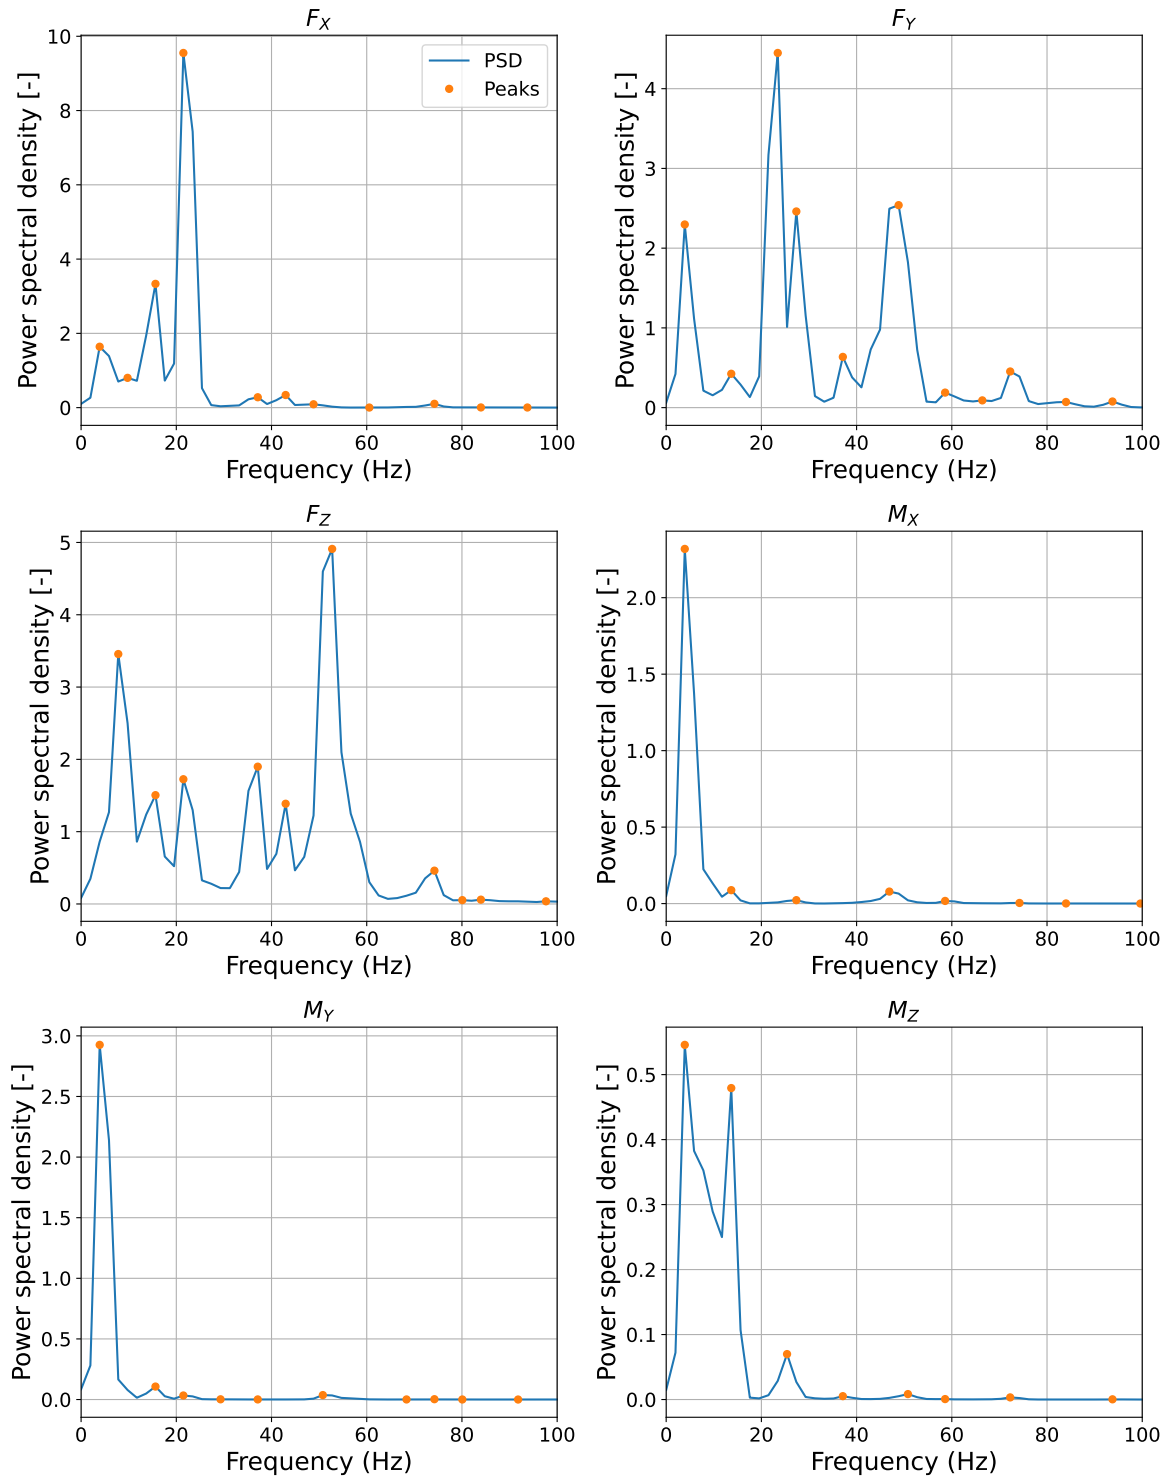 F_X
Power spectral density [-]
10
8
6
4
2
0
PSD
Peaks
0 20 40 60 80 100
Frequency (Hz)
F_Y
Power spectral density [-]
4
3
2
1
0
0 20 40 60 80 100
Frequency (Hz)
F_Z
Power spectral density [-]
5
4
3
2
1
0
0 20 40 60 80 100
Frequency (Hz)
M_X
Power spectral density [-]
2.0
1.5
1.0
0.5
0.0
0 20 40 60 80 100
Frequency (Hz)
M_Y
Power spectral density [-]
3.0
2.5
2.0
1.5
1.0
0.5
0.0
0 20 40 60 80 100
Frequency (Hz)
M_Z
Power spectral density [-]
0.5
0.4
0.3
0.2
0.1
0.0
0 20 40 60 80 100
Frequency (Hz)